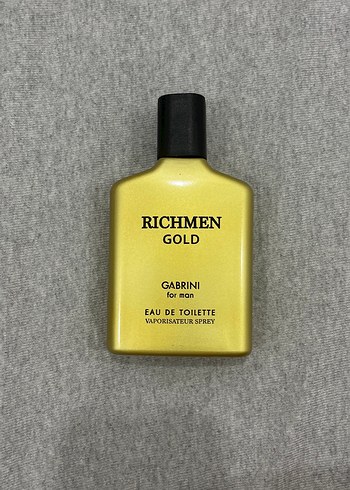 RICHMEN
GOLD
GABRINI
for man
EAU DE TOILETTE
VAPORISATEUR SPREY